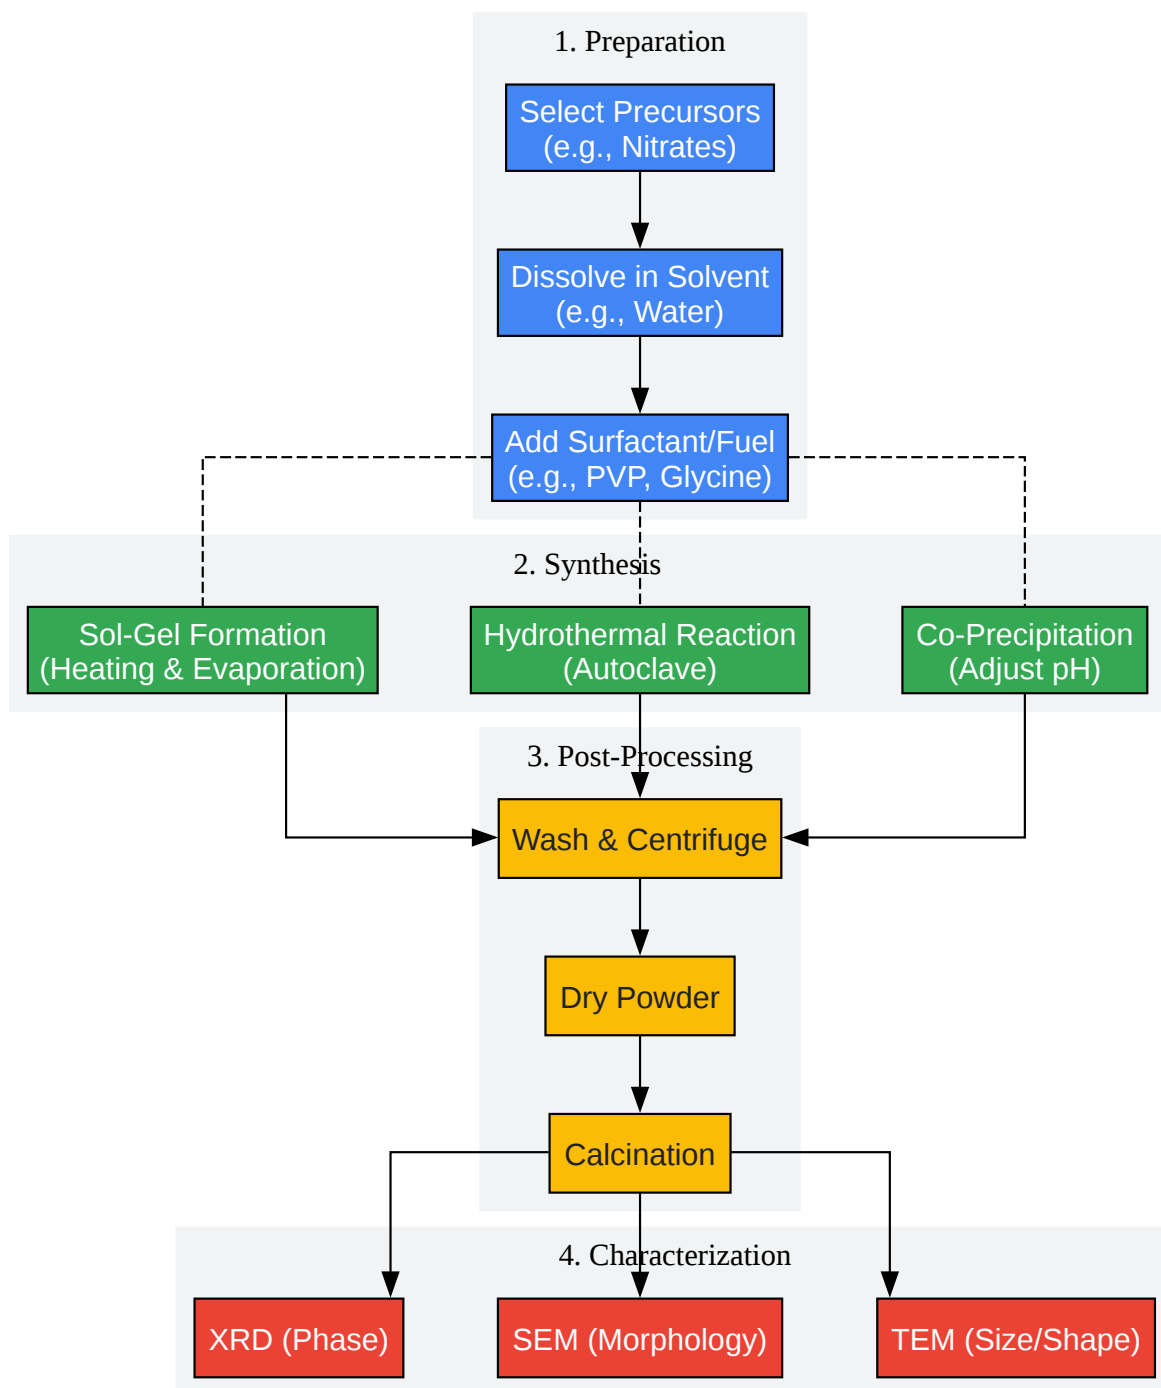 1. Preparation
Select Precursors
(e.g., Nitrates)
Dissolve in Solvent
(e.g., Water)
Add Surfactant/Fuel
(e.g., PVP, Glycine)
2. Synthesis
Sol-Gel Formation
(Heating & Evaporation)
Hydrothermal Reaction
(Autoclave)
Co-Precipitation
(Adjust pH)
3. Post-Processing
Wash & Centrifuge
Dry Powder
Calcination
4. Characterization
XRD (Phase)
SEM (Morphology)
TEM (Size/Shape)